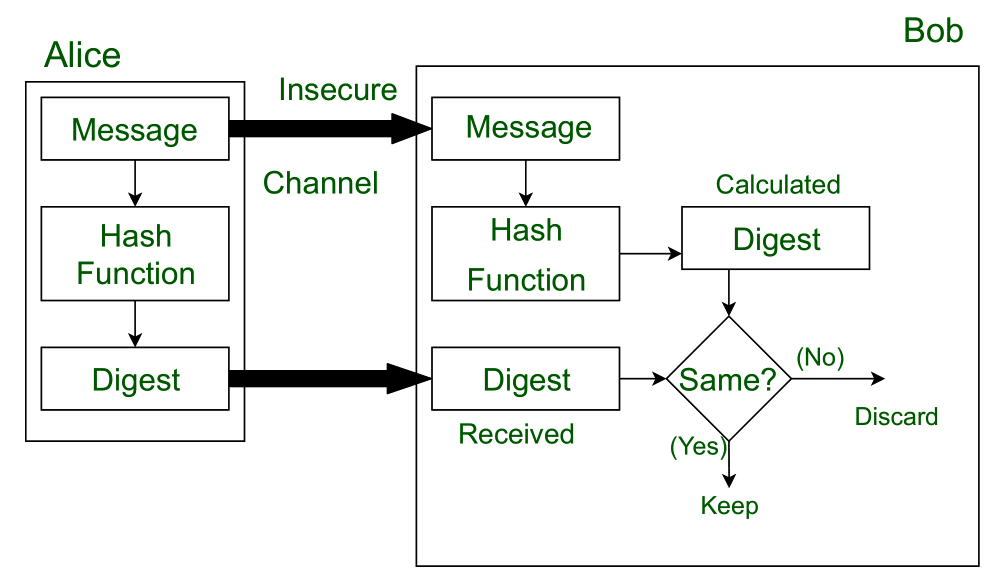 Alice
Bob
Insecure
Channel
Message
Hash
Function
Digest
Message
Hash
Function
Calculated
Digest
Digest
Received
Same?
(No)
Discard
(Yes)
Keep